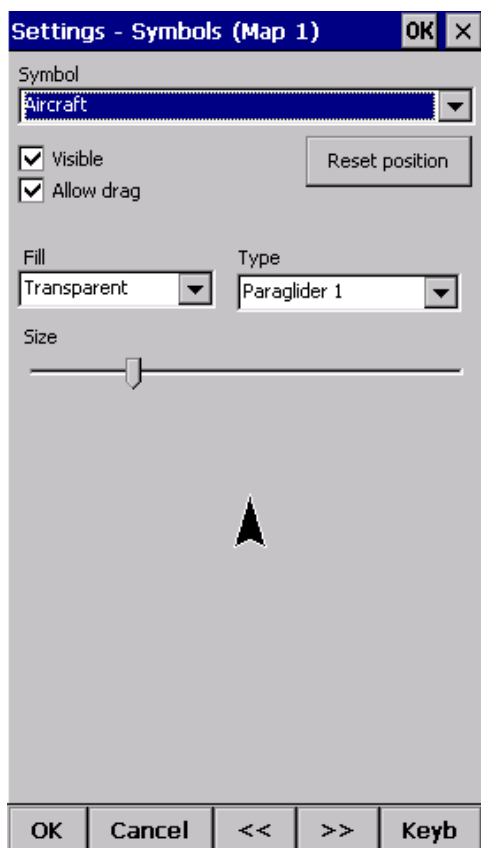 Settings - Symbols (Map 1) OK ×
Symbol
Aircraft
Visible
Reset position
Allow drag
Fill Type
Transparent Paraglider 1
Size
OK Cancel << >> Keyb